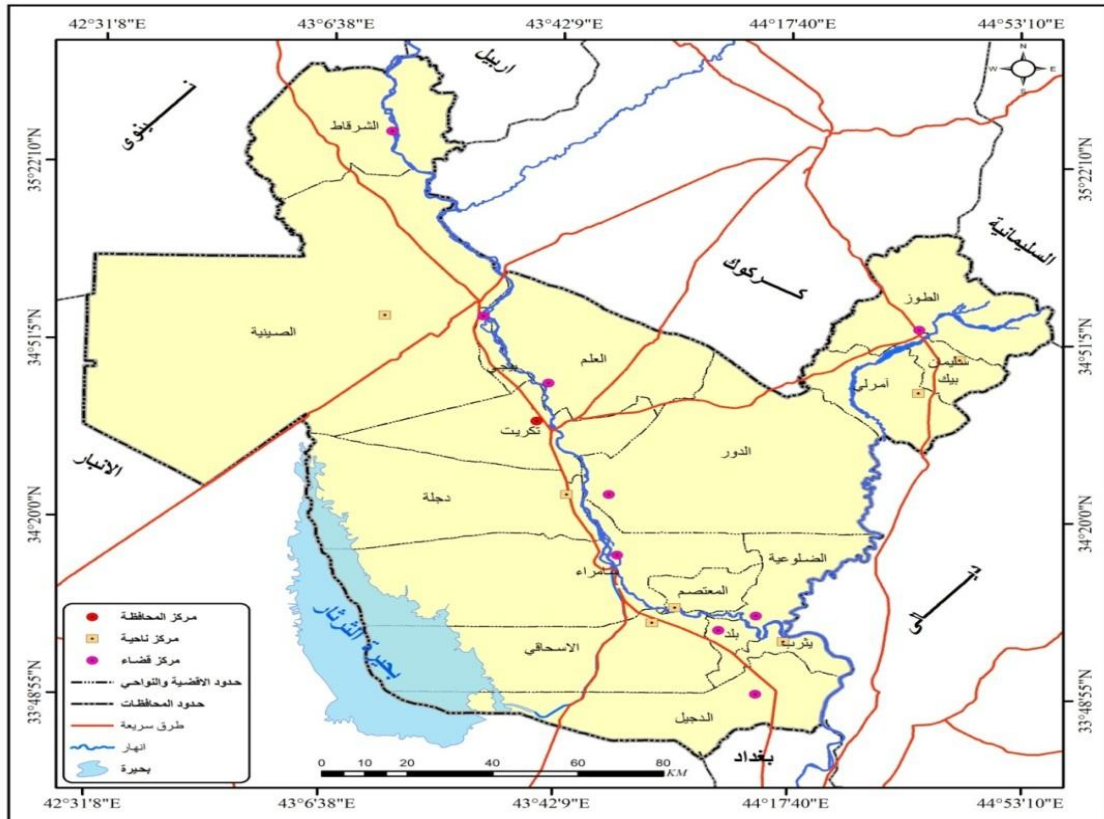 42°31'8"E 43°6'38"E 43°42'9"E 44°17'40"E 44°53'10"E
N
W E
S
اربيل
نينوى
الشرقاط
35°22'10"N 35°22'10"N
السليمانية
كركوك
الطوز
الصينية
34°51'5"N 34°51'5"N
العلم
بيجي
سليمان
بيك
آمرلي
تكريت
الانبار
الدور
دجلة
34°20'0"N 34°20'0"N
الضلوعية
سامراء
المعتصم
ديالى
بحيرة الثرثار
بلد
يثرب
الاسحاقي
33°48'55"N 33°48'55"N
الدجيل
بغداد
مركز المحافظة
مركز ناحية
مركز قضاء
حدود الاقضية والنواحي
حدود المحافظات
طرق سريعة
انهار
بحيرة
0 10 20 40 60 80 KM
42°31'8"E 43°6'38"E 43°42'9"E 44°17'40"E 44°53'10"E